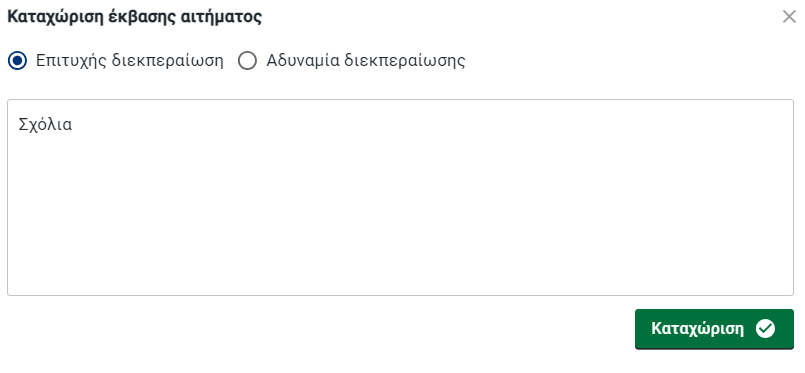 Καταχώριση έκβασης αιτήματος
Επιτυχής διεκπεραίωση Αδυναμία διεκπεραίωσης
Σχόλια
Καταχώριση